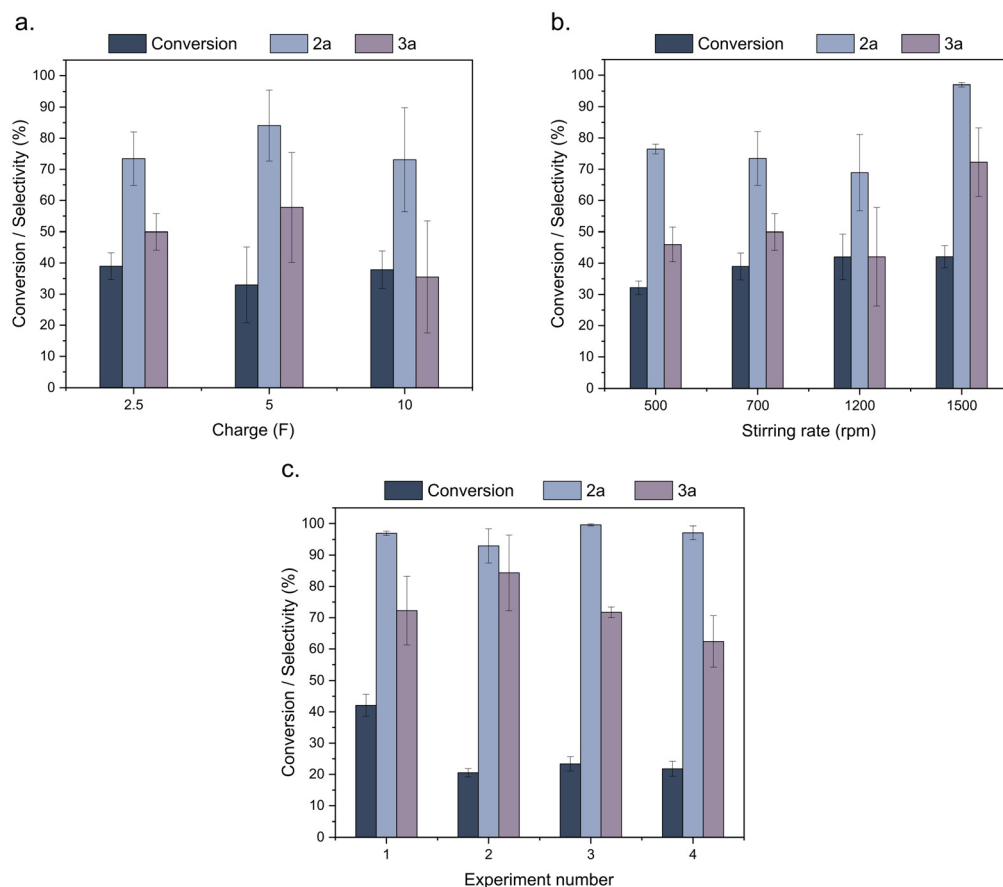 a.
Conversion 2a 3a
100
90
80
70
60
50
40
30
20
10
0
Conversion / Selectivity (%)
2.5 5 10
Charge (F)
b.
Conversion 2a 3a
100
90
80
70
60
50
40
30
20
10
0
Conversion / Selectivity (%)
500 700 1200 1500
Stirring rate (rpm)
c.
Conversion 2a 3a
100
90
80
70
60
50
40
30
20
10
0
Conversion / Selectivity (%)
1 2 3 4
Experiment number